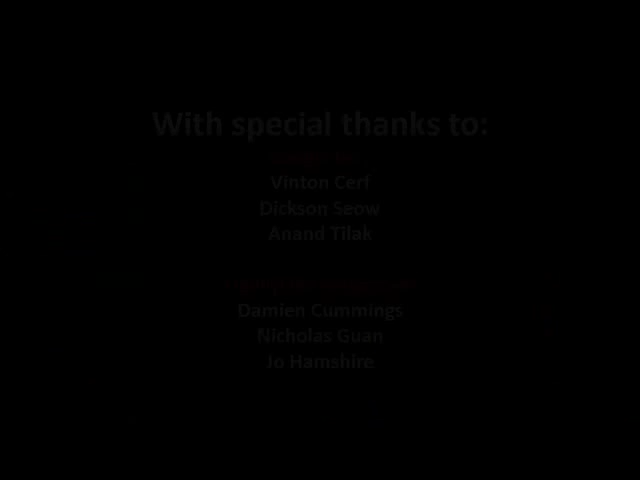 With special thanks to:
Vinton Cerf
Dickson Seow
Anand Tilak
Damien Cummings
Nicholas Guan
Jo Hamshire